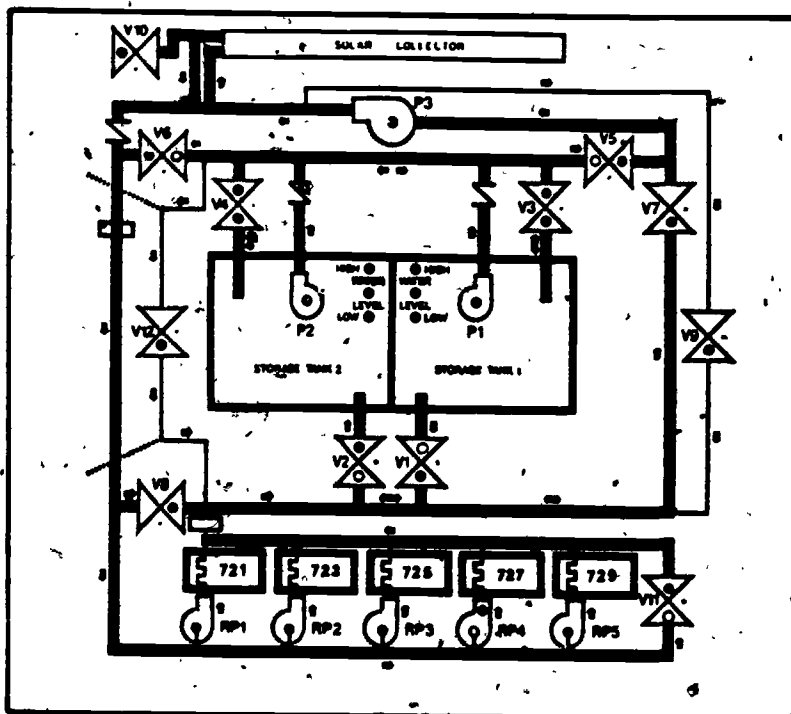 V10
SOLAR COLLECTOR
P3
V6
V5
V4
V3
V7
HIGH HIGH
WATER WATER
LEVEL LEVEL
LOW LOW
P2
P1
V12
V9
STORAGE TANK 2
STORAGE TANK 1
V2
V1
V8
721
723
725
727
729
V11
RP1
RP2
RP3
RP4
RP5